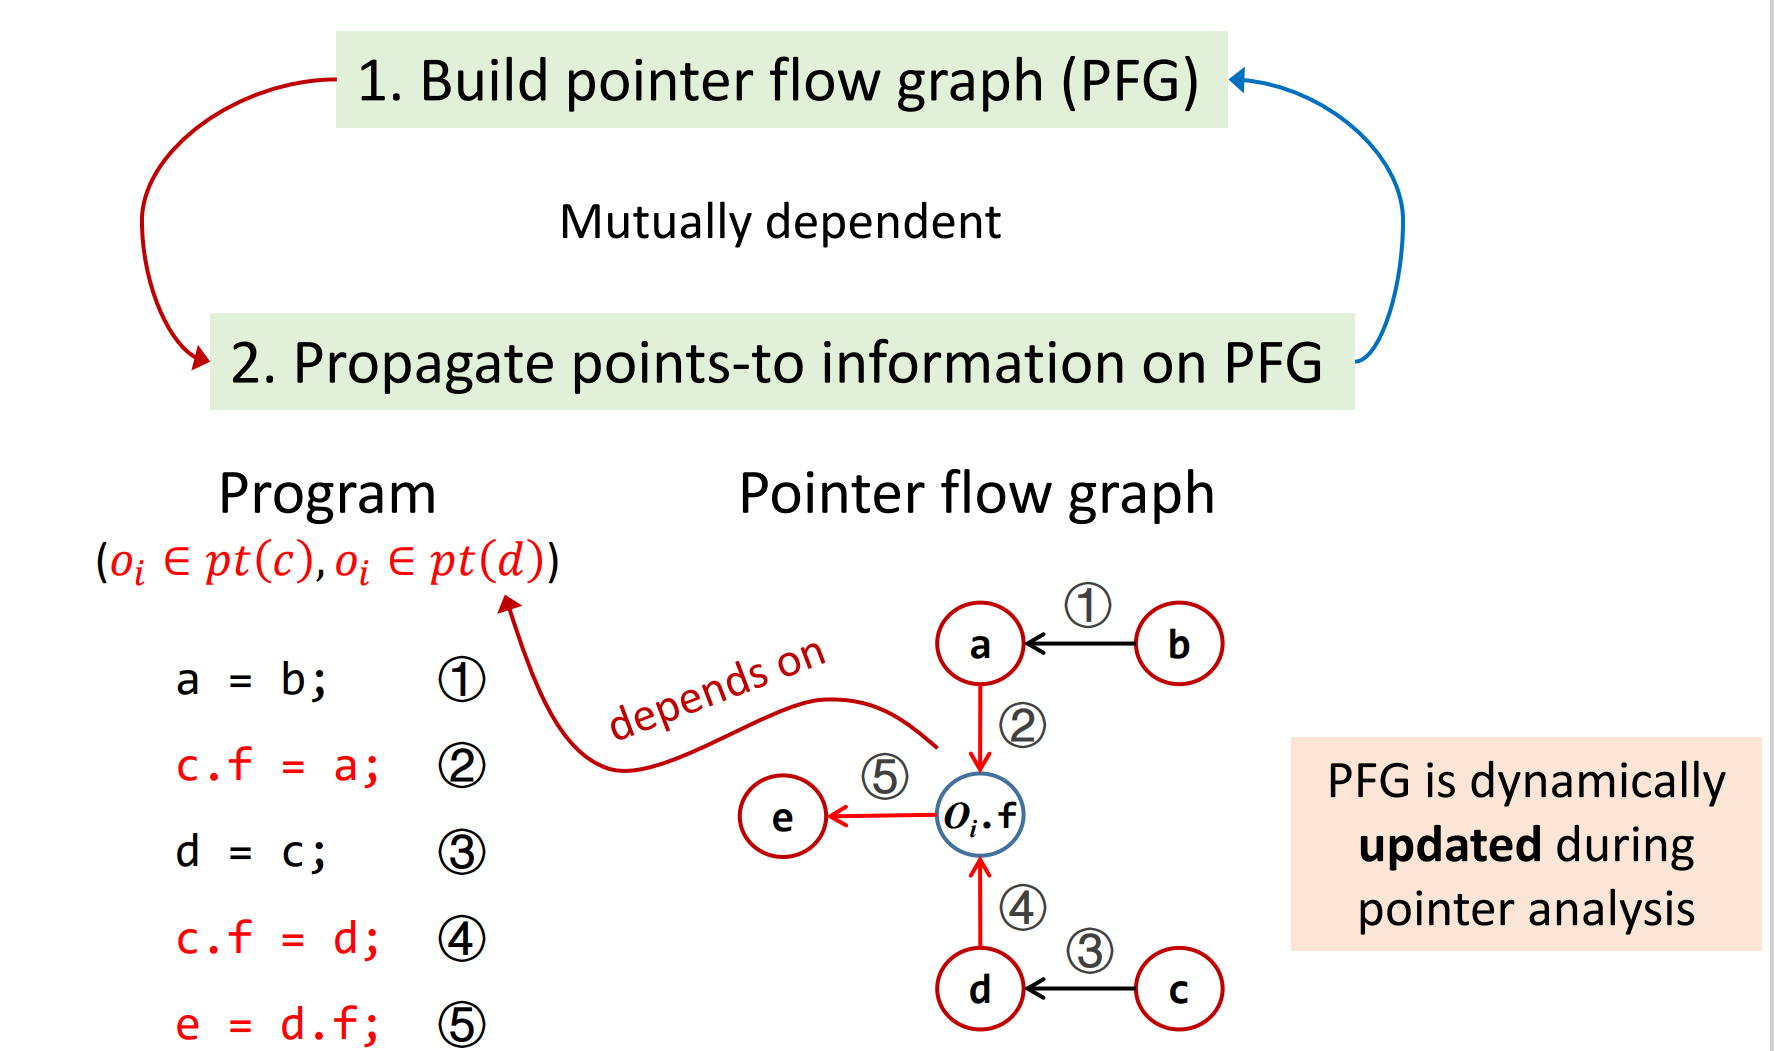 1. Build pointer flow graph (PFG)
Mutually dependent
2. Propagate points-to information on PFG
Program
(o_i ∈ pt(c), o_i ∈ pt(d))
a = b; ①
c.f = a; ②
d = c; ③
c.f = d; ④
e = d.f; ⑤
depends on
Pointer flow graph
①
a
b
②
⑤
e
O_i.f
④
③
d
c
PFG is dynamically
updated during
pointer analysis